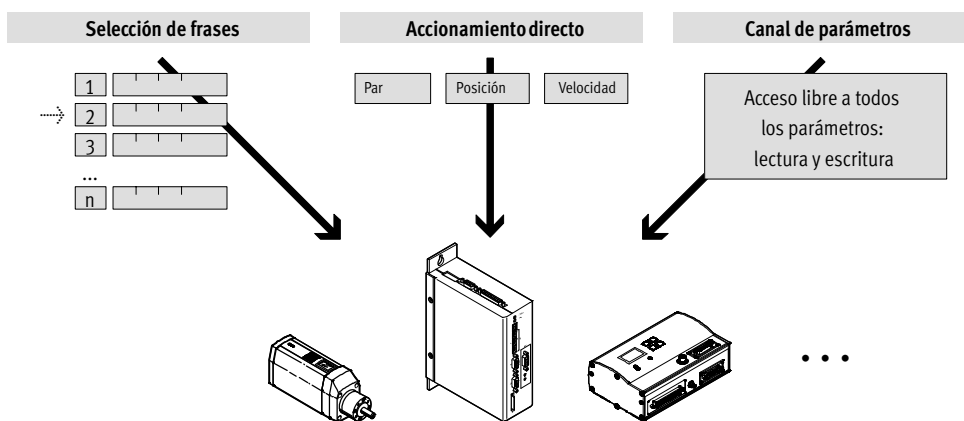 Selección de frases
Accionamiento directo
Canal de parámetros
1
2
3
...
n
Par
Posición
Velocidad
Acceso libre a todos
los parámetros:
lectura y escritura
• • •